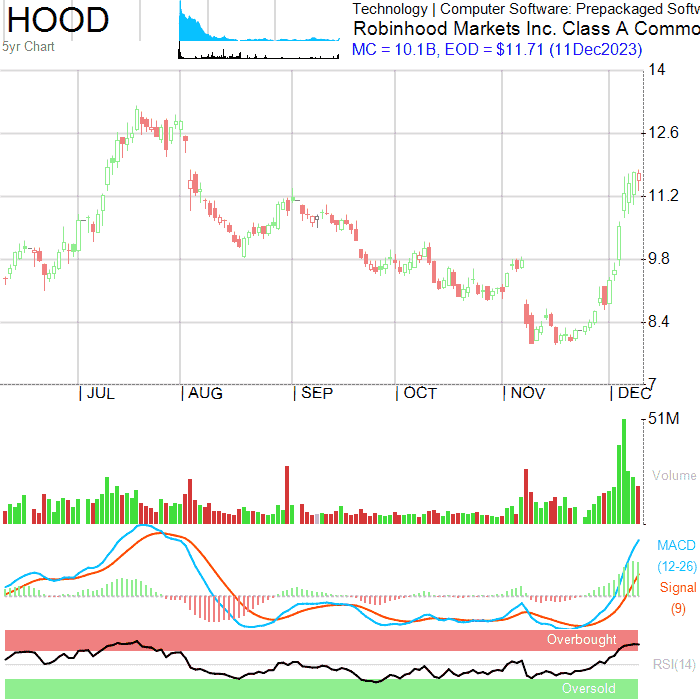 HOOD
5yr Chart
Technology | Computer Software: Prepackaged Softw
Robinhood Markets Inc. Class A Commo
MC = 10.1B, EOD = $11.71 (11Dec2023)
14
12.6
11.2
9.8
8.4
7
| JUL | AUG | SEP | OCT | NOV | DEC
51M
Volume
MACD
(12-26)
Signal
(9)
Overbought
RSI(14)
Oversold